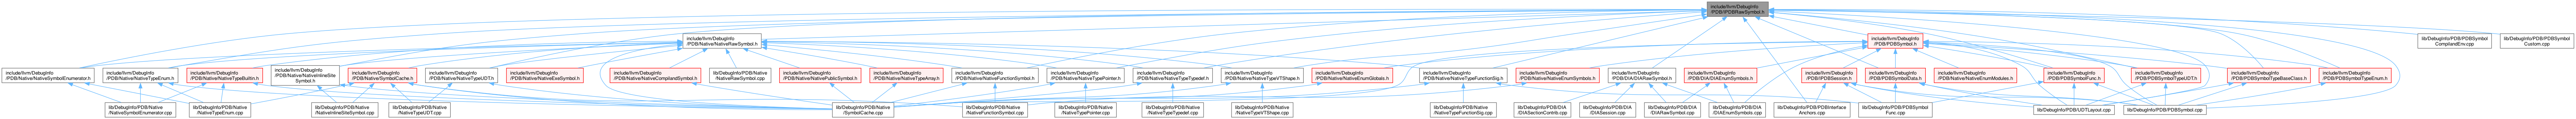 include/llvm/DebugInfo
/PDB/IPDBRawSymbol.h
include/llvm/DebugInfo
/PDB/Native/NativeRawSymbol.h
include/llvm/DebugInfo
/PDB/PDBSymbol.h
lib/DebugInfo/PDB/PDBSymbol
CompilandEnv.cpp
lib/DebugInfo/PDB/PDBSymbol
Custom.cpp
include/llvm/DebugInfo
/PDB/Native/NativeSymbolEnumerator.h
include/llvm/DebugInfo
/PDB/Native/NativeTypeEnum.h
include/llvm/DebugInfo
/PDB/Native/NativeTypeBuiltin.h
include/llvm/DebugInfo
/PDB/Native/NativeInlineSite
Symbol.h
include/llvm/DebugInfo
/PDB/Native/SymbolCache.h
include/llvm/DebugInfo
/PDB/Native/NativeTypeUDT.h
include/llvm/DebugInfo
/PDB/Native/NativeExeSymbol.h
include/llvm/DebugInfo
/PDB/Native/NativeCompilandSymbol.h
lib/DebugInfo/PDB/Native
/NativeRawSymbol.cpp
include/llvm/DebugInfo
/PDB/Native/NativePublicSymbol.h
include/llvm/DebugInfo
/PDB/Native/NativeTypeArray.h
include/llvm/DebugInfo
/PDB/Native/NativeFunctionSymbol.h
include/llvm/DebugInfo
/PDB/Native/NativeTypePointer.h
include/llvm/DebugInfo
/PDB/Native/NativeTypeTypedef.h
include/llvm/DebugInfo
/PDB/Native/NativeTypeVTShape.h
include/llvm/DebugInfo
/PDB/Native/NativeEnumGlobals.h
include/llvm/DebugInfo
/PDB/Native/NativeTypeFunctionSig.h
include/llvm/DebugInfo
/PDB/Native/NativeEnumSymbols.h
include/llvm/DebugInfo
/PDB/DIA/DIARawSymbol.h
include/llvm/DebugInfo
/PDB/DIA/DIAEnumSymbols.h
include/llvm/DebugInfo
/PDB/IPDBSession.h
include/llvm/DebugInfo
/PDB/PDBSymbolData.h
include/llvm/DebugInfo
/PDB/Native/NativeEnumModules.h
include/llvm/DebugInfo
/PDB/PDBSymbolFunc.h
include/llvm/DebugInfo
/PDB/PDBSymbolTypeUDT.h
include/llvm/DebugInfo
/PDB/PDBSymbolTypeBaseClass.h
include/llvm/DebugInfo
/PDB/PDBSymbolTypeEnum.h
lib/DebugInfo/PDB/Native
/NativeSymbolEnumerator.cpp
lib/DebugInfo/PDB/Native
/NativeTypeEnum.cpp
lib/DebugInfo/PDB/Native
/NativeInlineSiteSymbol.cpp
lib/DebugInfo/PDB/Native
/NativeTypeUDT.cpp
lib/DebugInfo/PDB/Native
/SymbolCache.cpp
lib/DebugInfo/PDB/Native
/NativeFunctionSymbol.cpp
lib/DebugInfo/PDB/Native
/NativeTypePointer.cpp
lib/DebugInfo/PDB/Native
/NativeTypeTypedef.cpp
lib/DebugInfo/PDB/Native
/NativeTypeVTShape.cpp
lib/DebugInfo/PDB/Native
/NativeTypeFunctionSig.cpp
lib/DebugInfo/PDB/DIA
/DIASectionContrib.cpp
lib/DebugInfo/PDB/DIA
/DIASession.cpp
lib/DebugInfo/PDB/DIA
/DIARawSymbol.cpp
lib/DebugInfo/PDB/DIA
/DIAEnumSymbols.cpp
lib/DebugInfo/PDB/PDBInterface
Anchors.cpp
lib/DebugInfo/PDB/PDBSymbol
Func.cpp
lib/DebugInfo/PDB/UDTLayout.cpp
lib/DebugInfo/PDB/PDBSymbol.cpp